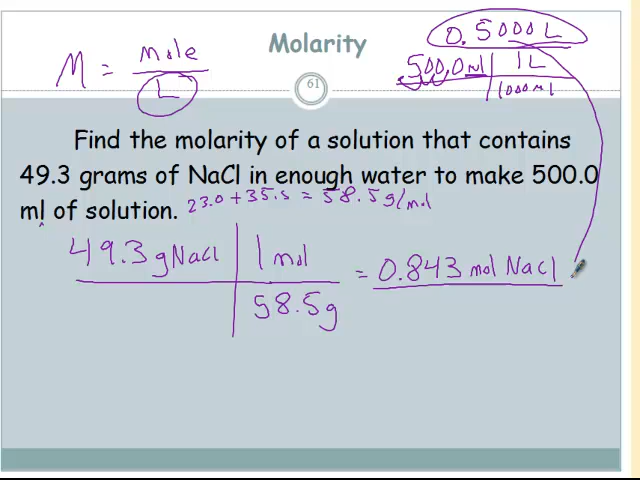 Molarity
M = mole / L
0.5000 L
500.0 ml | 1 L
1000 ml
61
Find the molarity of a solution that contains
49.3 grams of NaCl in enough water to make 500.0
ml of solution.
23.0 + 35.5 = 58.5 g/mol
49.3 g NaCl | 1 mol
= 0.843 mol NaCl
58.5 g